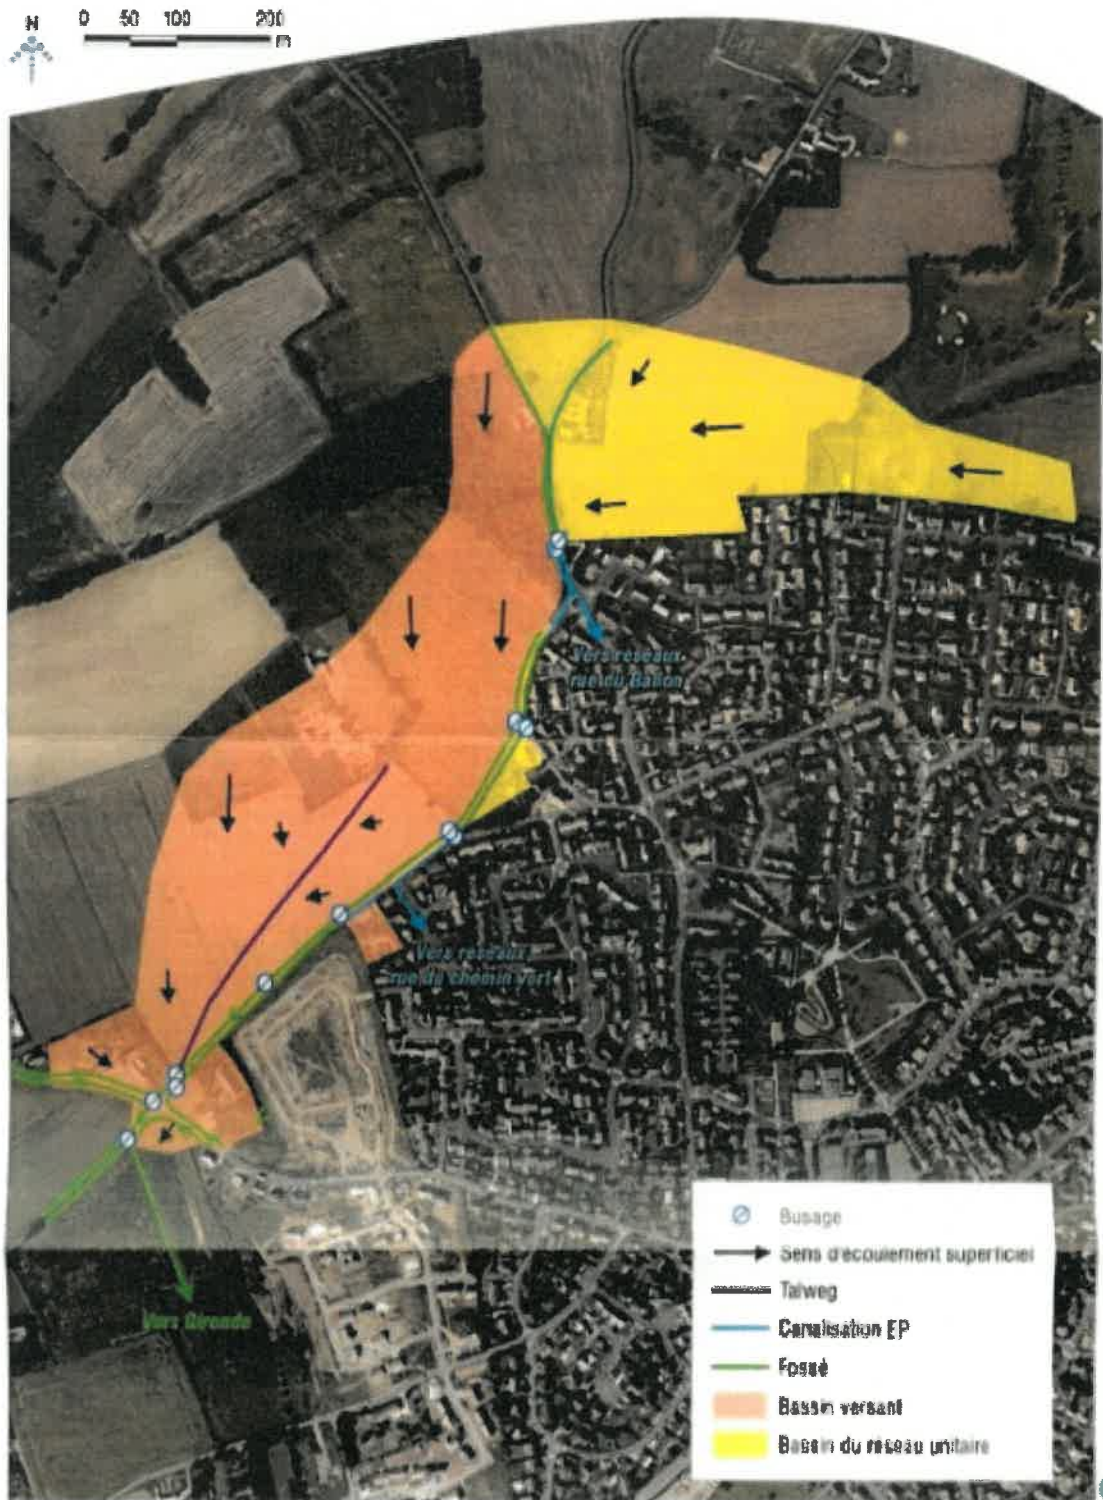 N
0 50 100 200
m
Vers réseaux
rue du Ballon
Vers réseaux
rue du chemin vert
Vers Gironde
Busage
Sens d'écoulement superficiel
Talweg
Canalisation EP
Fossé
Bassin versant
Bassin du réseau unitaire